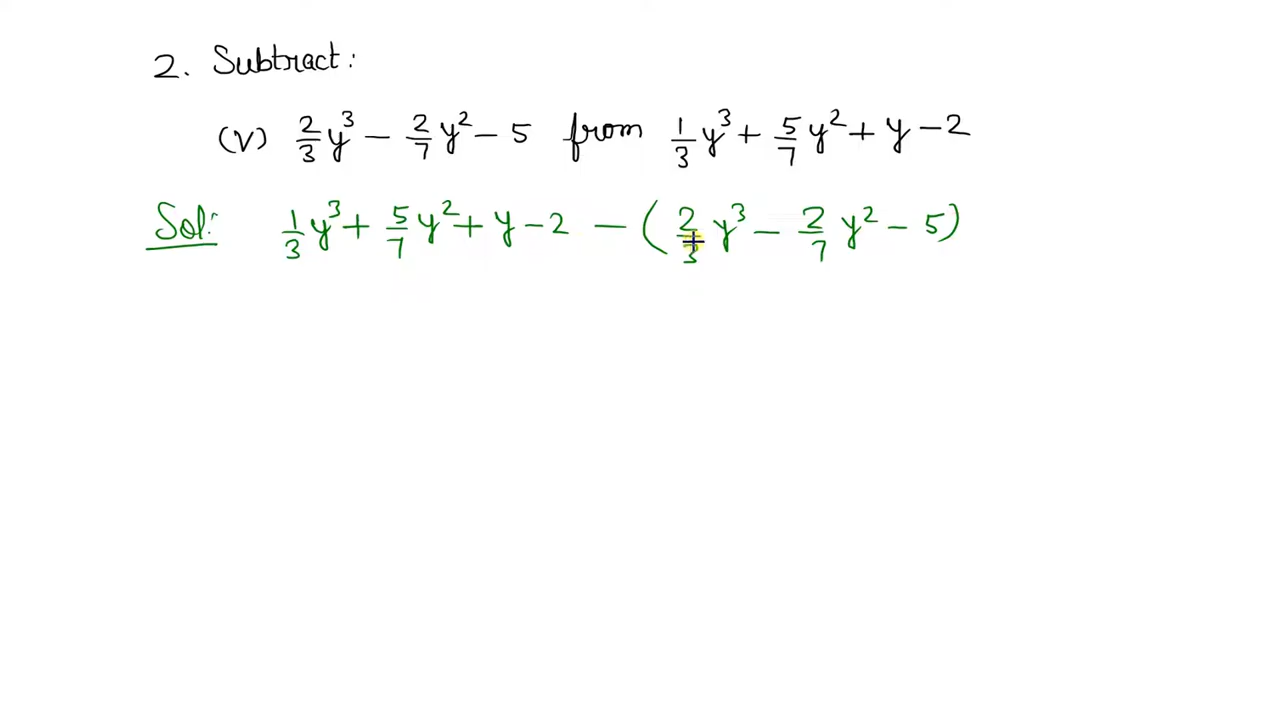 2. Subtract:
(V) 2/3 y³ - 2/7 y² - 5 from 1/3 y³ + 5/7 y² + y - 2
Sol: 1/3 y³ + 5/7 y² + y - 2 - (2/3 y³ - 2/7 y² - 5)